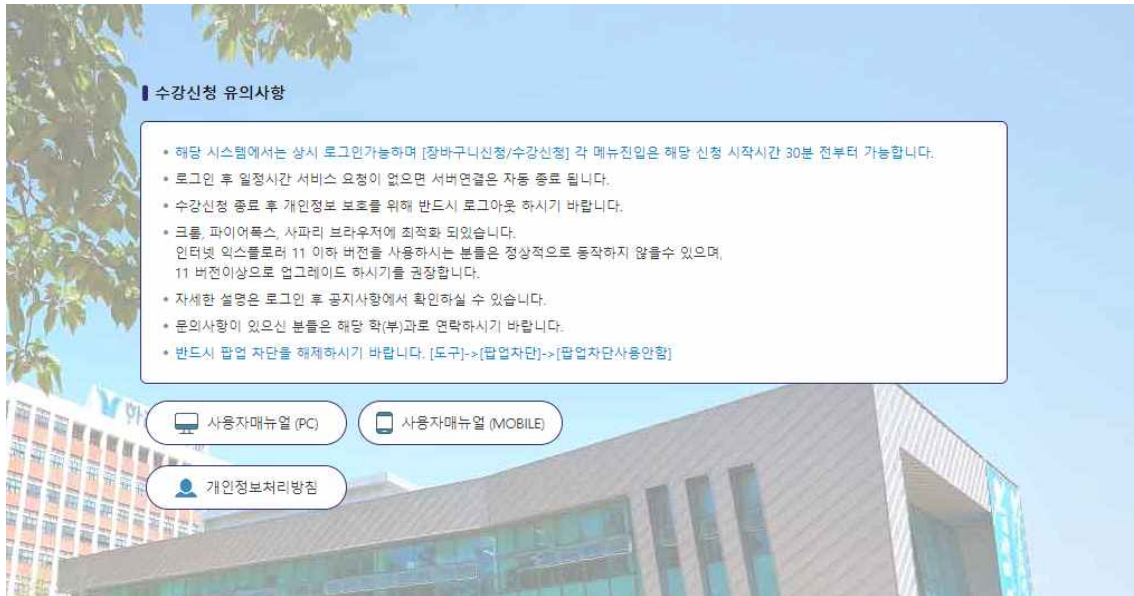 수강신청 유의사항
해당 시스템에서는 상시 로그인가능하며 [장바구니신청/수강신청] 각 메뉴진입은 해당 신청 시작시간 30분 전부터 가능합니다.
로그인 후 일정시간 서비스 요청이 없으면 서버연결은 자동 종료 됩니다.
수강신청 종료 후 개인정보 보호를 위해 반드시 로그아웃 하시기 바랍니다.
크롬, 파이어폭스, 사파리 브라우저에 최적화 되있습니다.
인터넷 익스플로러 11 이하 버전을 사용하시는 분들은 정상적으로 동작하지 않을수 있으며,
11 버전이상으로 업그레이드 하시기를 권장합니다.
자세한 설명은 로그인 후 공지사항에서 확인하실 수 있습니다.
문의사항이 있으신 분들은 해당 학(부)과로 연락하시기 바랍니다.
반드시 팝업 차단을 해제하시기 바랍니다. [도구]->[팝업차단]->[팝업차단사용안함]
사용자매뉴얼 (PC)
사용자매뉴얼 (MOBILE)
개인정보처리방침